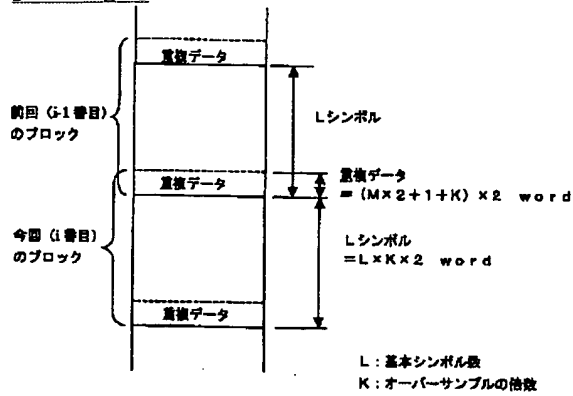 重複データ
前回（i-1番目）
のブロック
Lシンボル
重複データ
重複データ
＝（M×2＋1＋K）×2 word
今回（i番目）
のブロック
Lシンボル
＝L×K×2 word
重複データ
L：基本シンボル数
K：オーバーサンプルの倍数